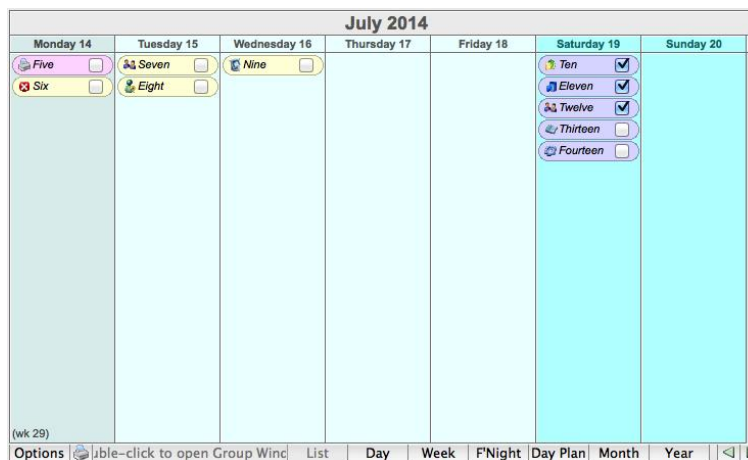 July 2014
Monday 14 Tuesday 15 Wednesday 16 Thursday 17 Friday 18 Saturday 19 Sunday 20
Five Seven Nine Ten
Six Eight Eleven
Twelve
Thirteen
Fourteen
(wk 29)
Options uble-click to open Group Winc List Day Week F'Night Day Plan Month Year